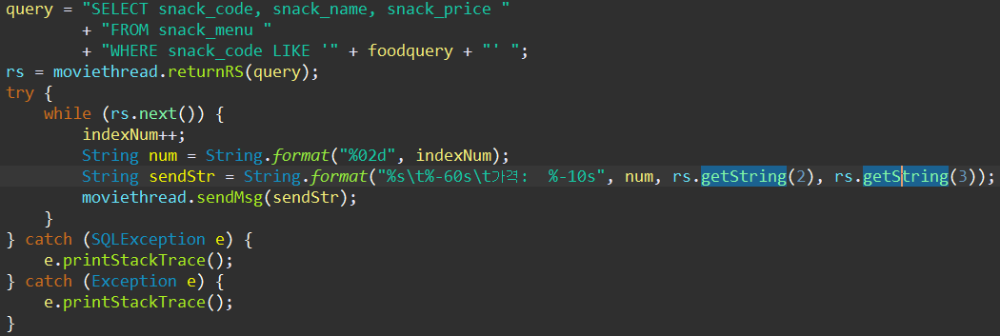 query = "SELECT snack_code, snack_name, snack_price "
        + "FROM snack_menu "
        + "WHERE snack_code LIKE '" + foodquery + "' ";
rs = moviethread.returnRS(query);
try {
    while (rs.next()) {
        indexNum++;
        String num = String.format("%02d", indexNum);
        String sendStr = String.format("%s\t%-60s\t가격:  %-10s", num, rs.getString(2), rs.getString(3));
        moviethread.sendMsg(sendStr);
    }
} catch (SQLException e) {
    e.printStackTrace();
} catch (Exception e) {
    e.printStackTrace();
}